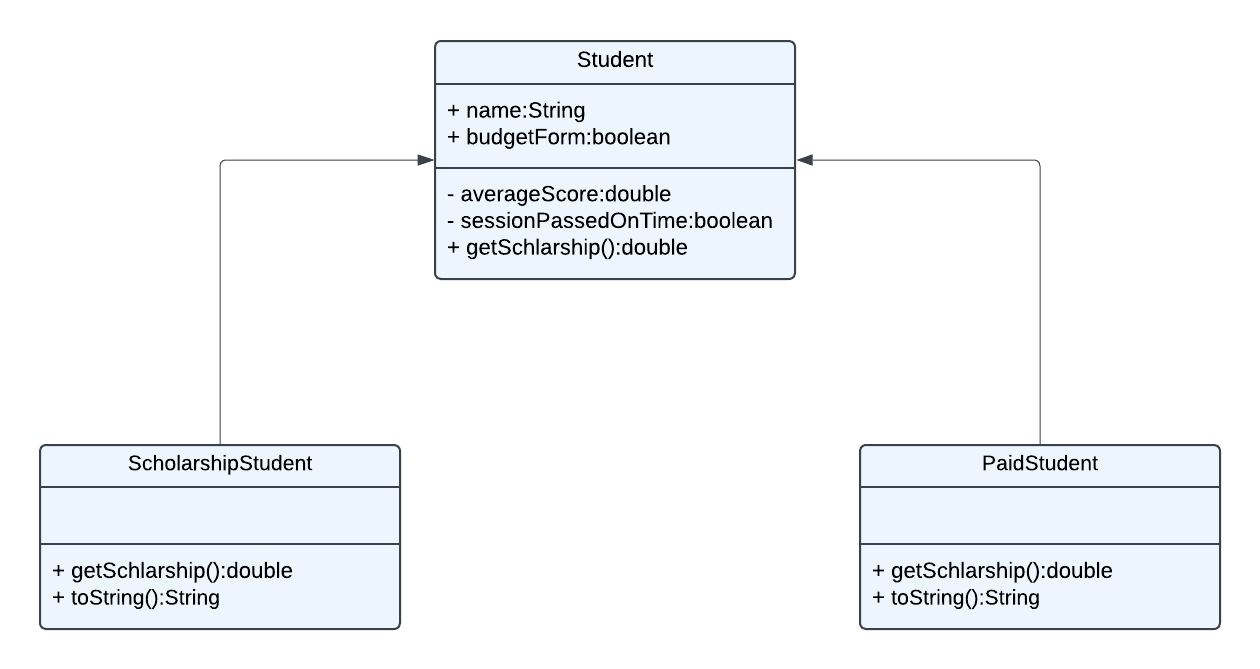 Student
+ name:String
+ budgetForm:boolean
- averageScore:double
- sessionPassedOnTime:boolean
+ getSchlarship():double
ScholarshipStudent
+ getSchlarship():double
+ toString():String
PaidStudent
+ getSchlarship():double
+ toString():String